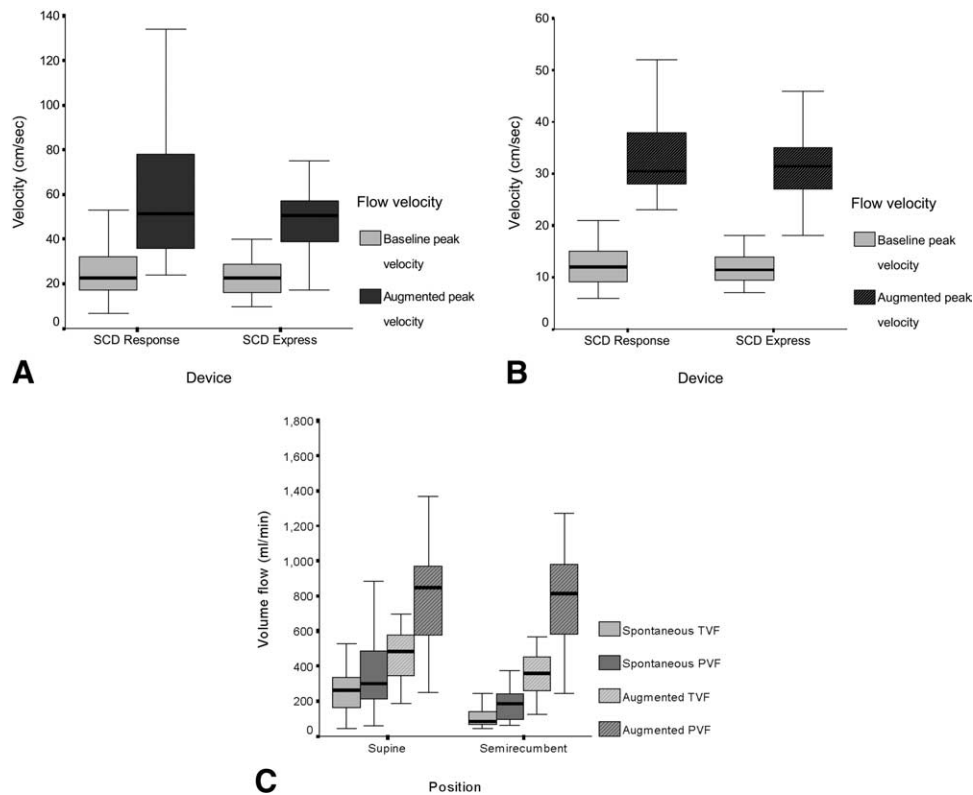 140
120
100
80
60
40
20
0
Velocity (cm/sec)
SCD Response
SCD Express
Device
Flow velocity
Baseline peak
velocity
Augmented peak
velocity
A
60
50
40
30
20
10
0
Velocity (cm/sec)
SCD Response
SCD Express
Device
Flow velocity
Baseline peak
velocity
Augmented peak
velocity
B
1,800
1,600
1,400
1,200
1,000
800
600
400
200
0
Volume flow (ml/min)
Supine
Semirecumbent
Position
Spontaneous TVF
Spontaneous PVF
Augmented TVF
Augmented PVF
C